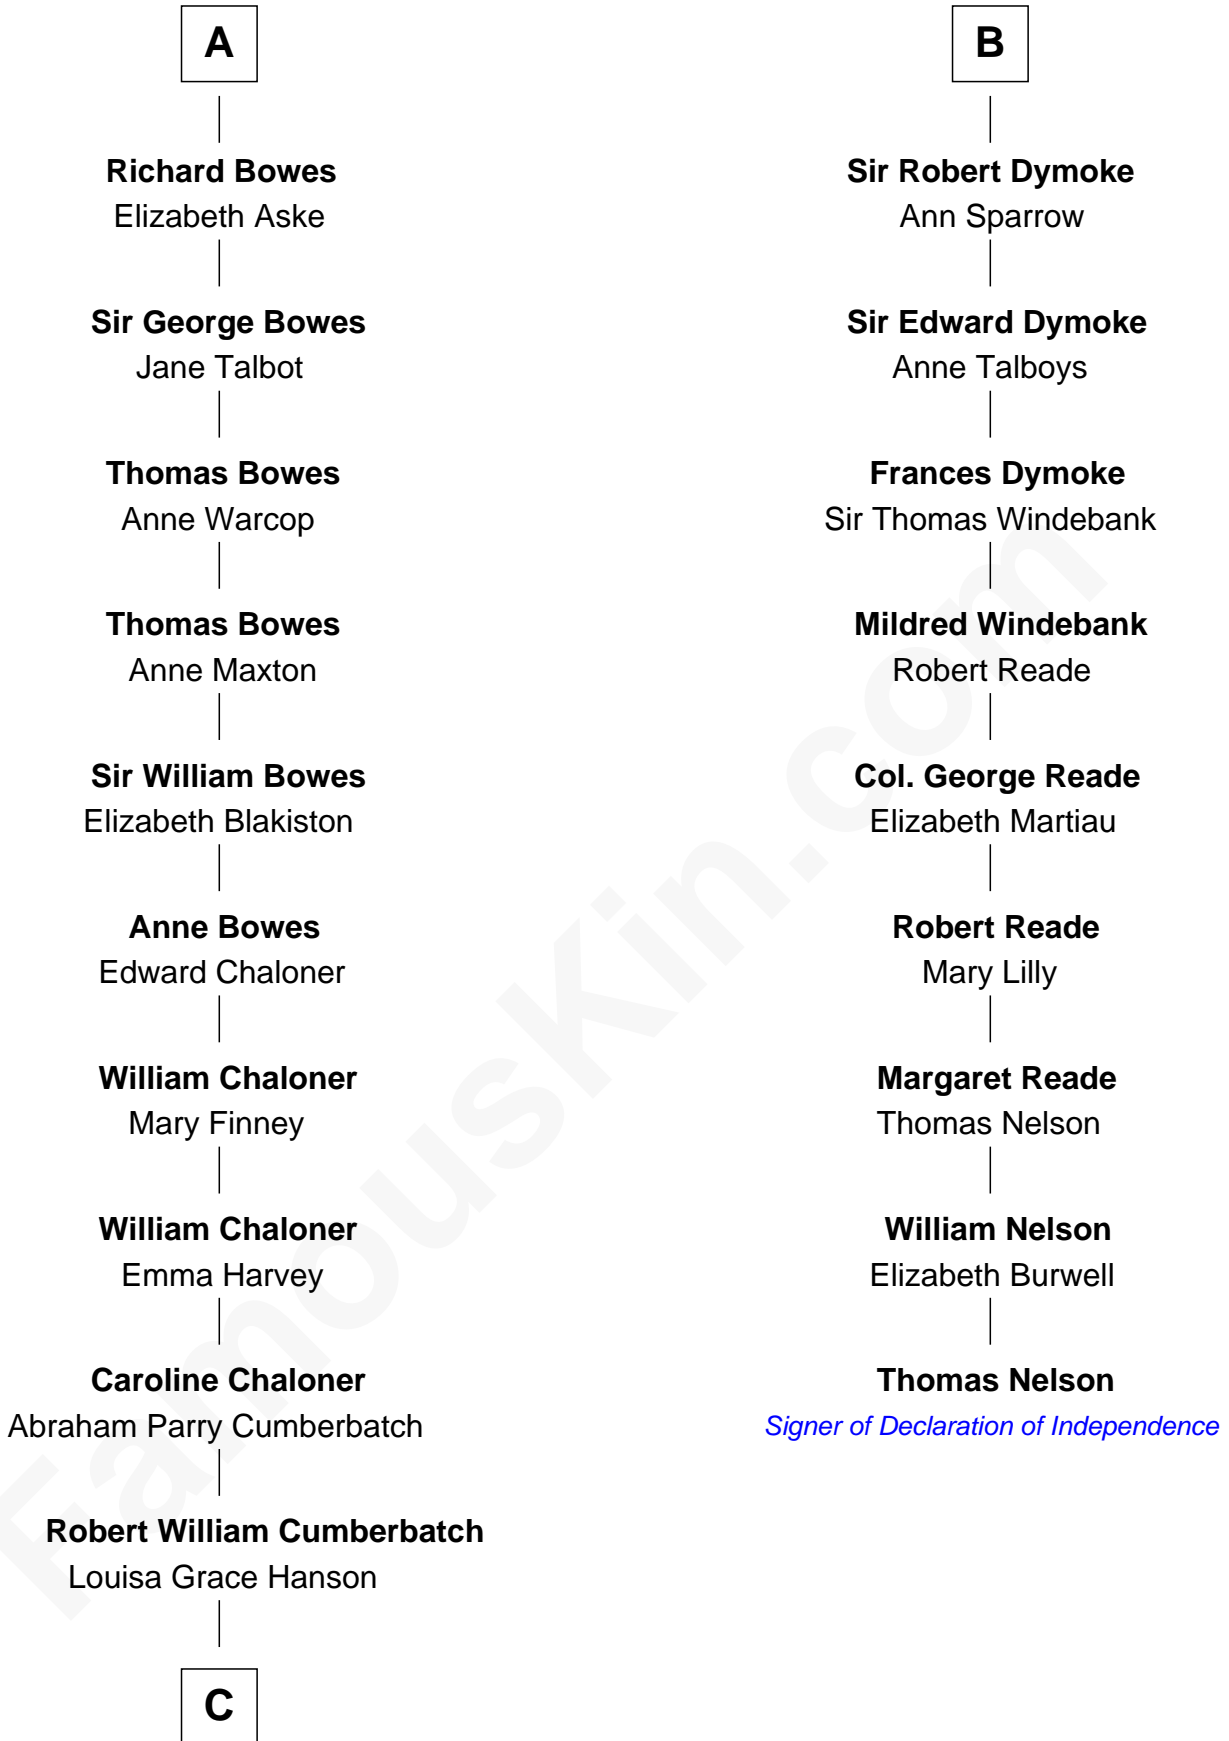 A
Richard Bowes
Elizabeth Aske
Sir George Bowes
Jane Talbot
Thomas Bowes
Anne Warcop
Thomas Bowes
Anne Maxton
Sir William Bowes
Elizabeth Blakiston
Anne Bowes
Edward Chaloner
William Chaloner
Mary Finney
William Chaloner
Emma Harvey
Caroline Chaloner
Abraham Parry Cumberbatch
Robert William Cumberbatch
Louisa Grace Hanson
C
B
Sir Robert Dymoke
Ann Sparrow
Sir Edward Dymoke
Anne Talboys
Frances Dymoke
Sir Thomas Windebank
Mildred Windebank
Robert Reade
Col. George Reade
Elizabeth Martiau
Robert Reade
Mary Lilly
Margaret Reade
Thomas Nelson
William Nelson
Elizabeth Burwell
Thomas Nelson
Signer of Declaration of Independence
FamousKin.com